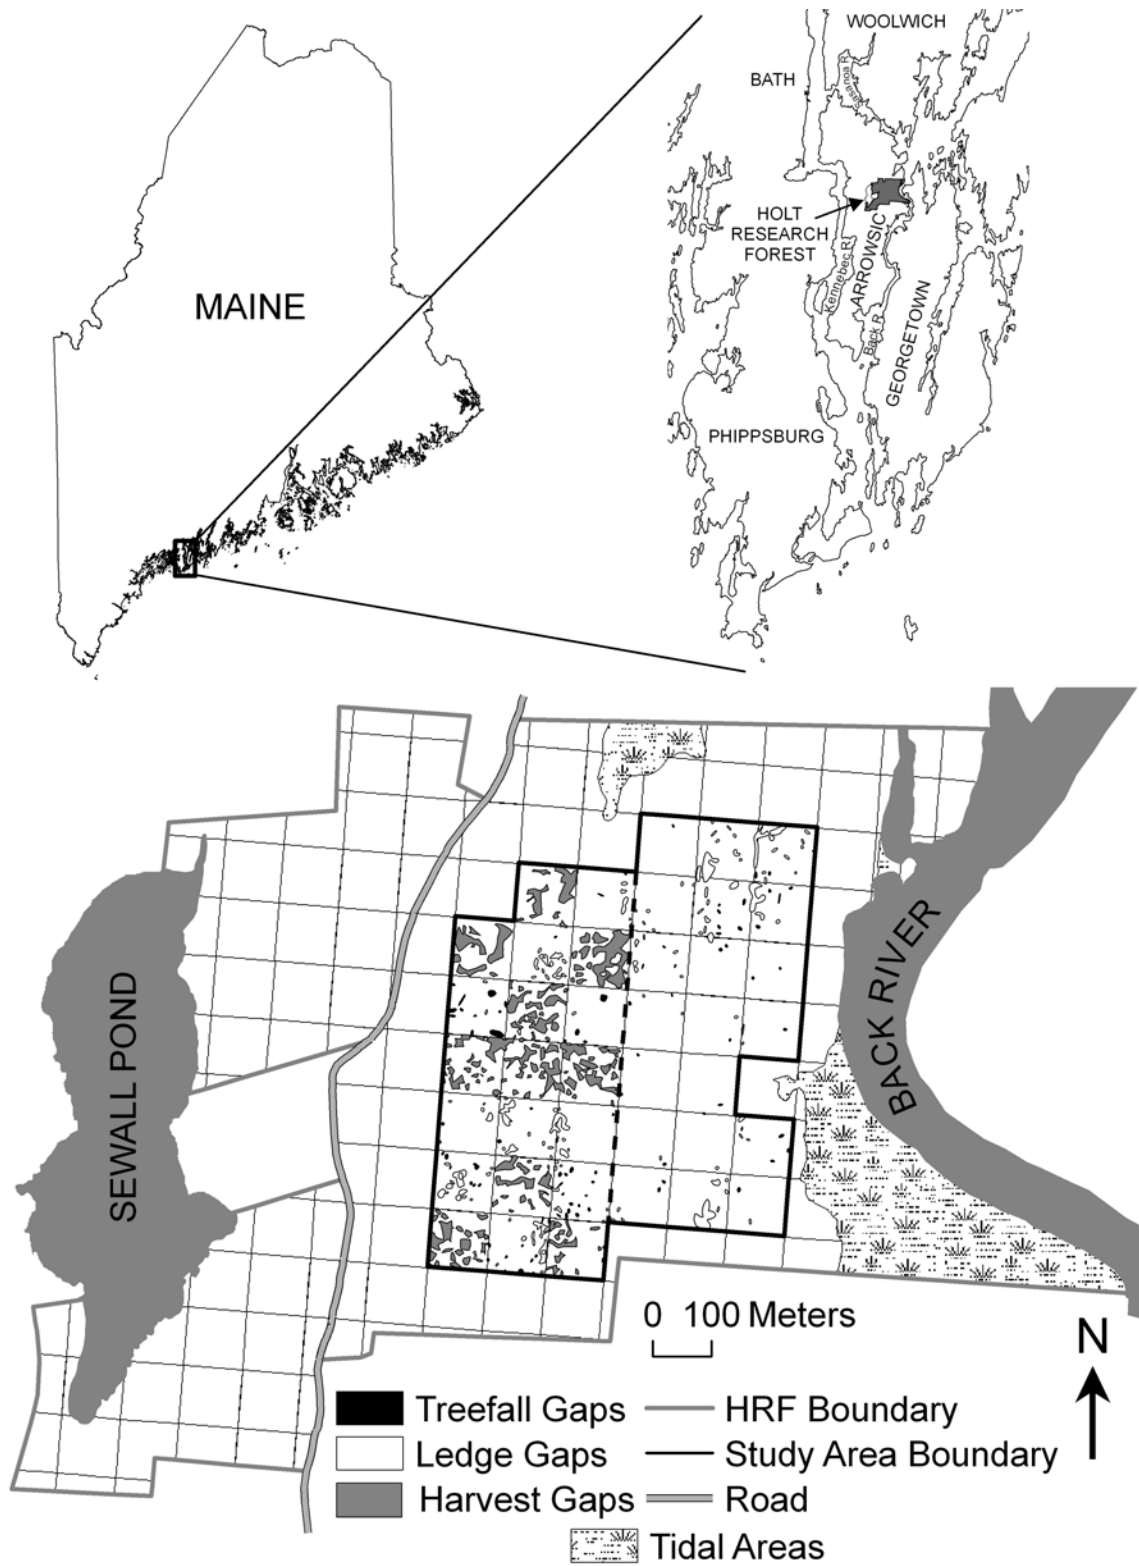 WOOLWICH
BATH
Sasanoa R.
MAINE
HOLT
RESEARCH
FOREST
ARROWSIC
Kennebec R.
Back R.
GEORGETOWN
PHIPPSBURG
SEWALL POND
BACK RIVER
0 100 Meters
N
Treefall Gaps
HRF Boundary
Ledge Gaps
Study Area Boundary
Harvest Gaps
Road
Tidal Areas